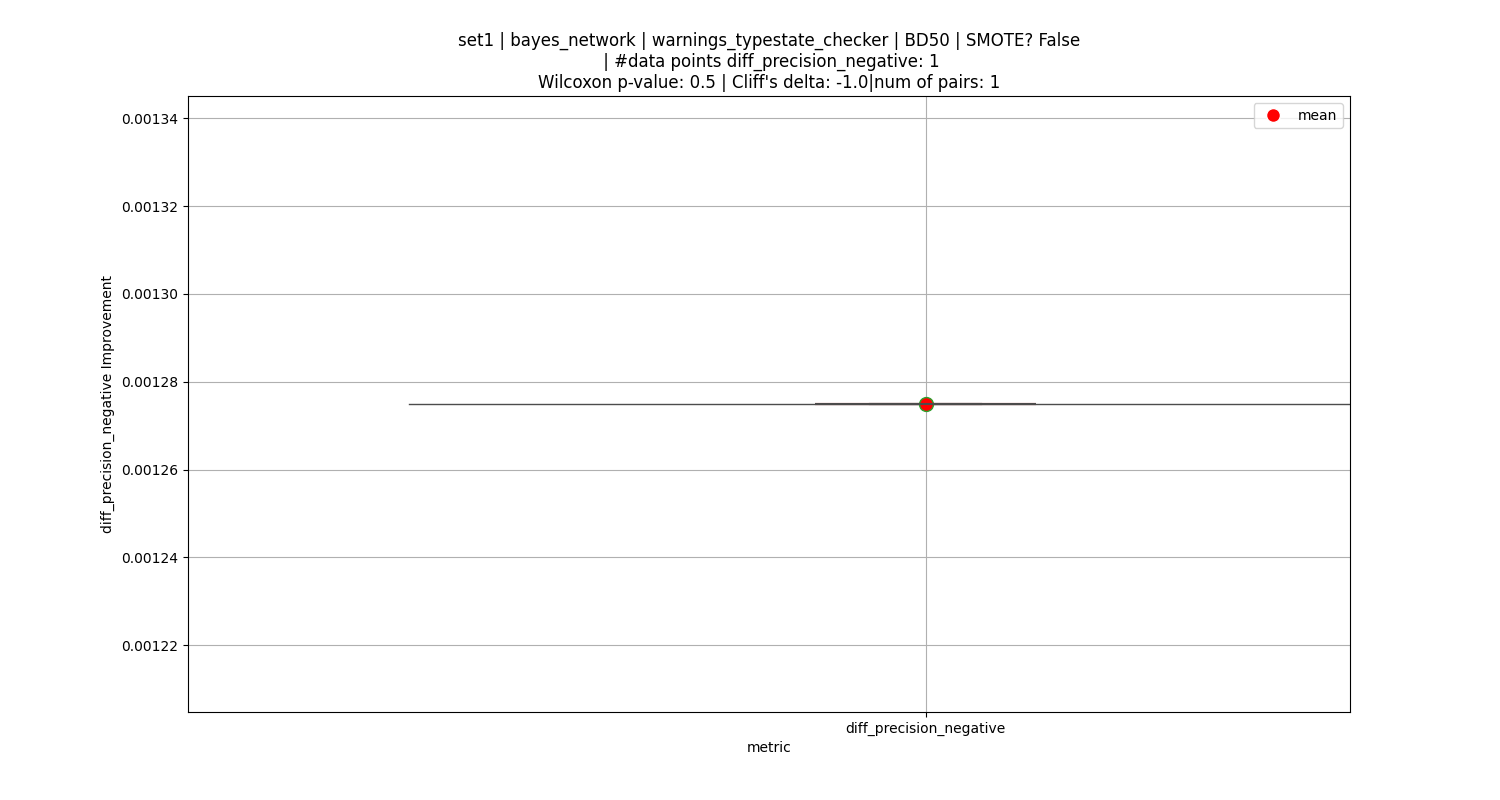 set1 | bayes_network | warnings_typestate_checker | BD50 | SMOTE? False
| #data points diff_precision_negative: 1
Wilcoxon p-value: 0.5 | Cliff's delta: -1.0|num of pairs: 1
mean
0.00134
0.00132
0.00130
0.00128
0.00126
0.00124
0.00122
diff_precision_negative Improvement
diff_precision_negative
metric